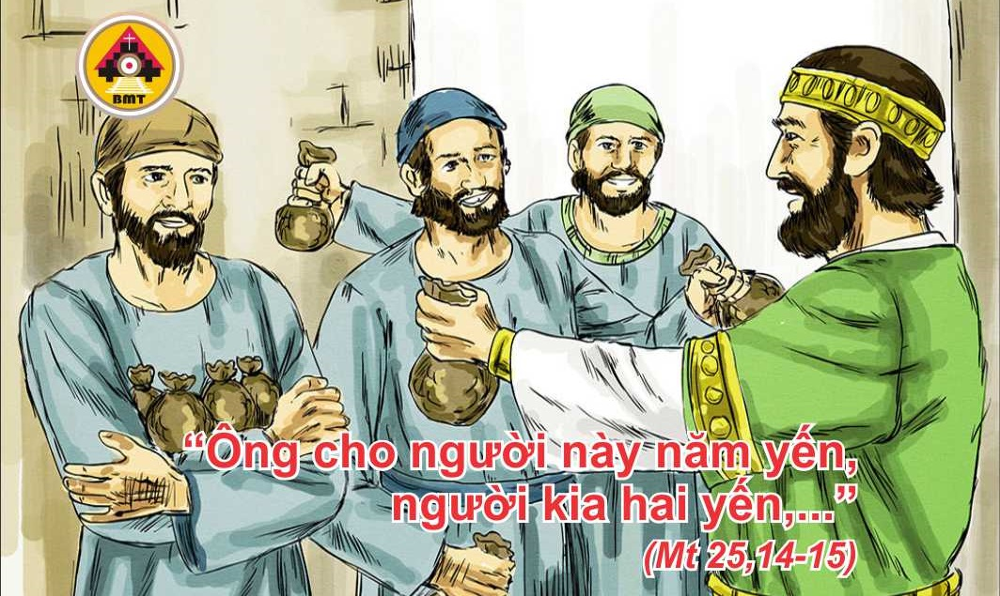 BMT
“Ông cho người này năm yến,
người kia hai yến,...”
(Mt 25,14-15)